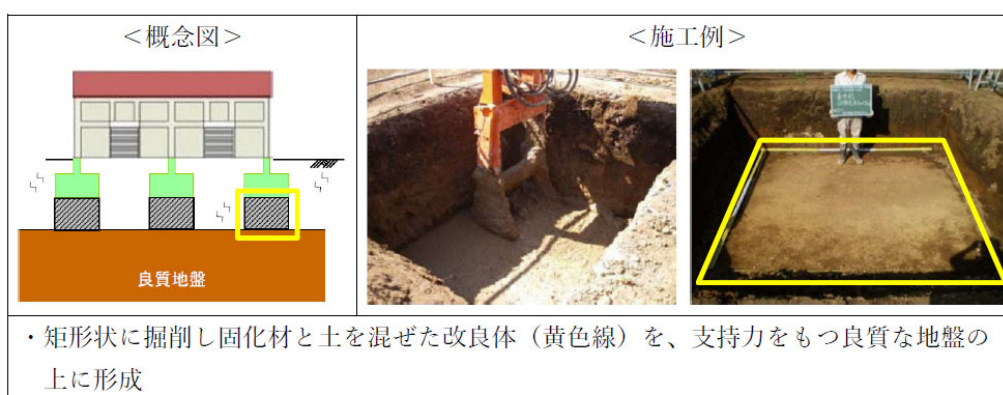 ＜概念図＞
＜施工例＞
良質地盤
・矩形状に掘削し固化材と土を混ぜた改良体（黄色線）を、支持力をもつ良質な地盤の
上に形成